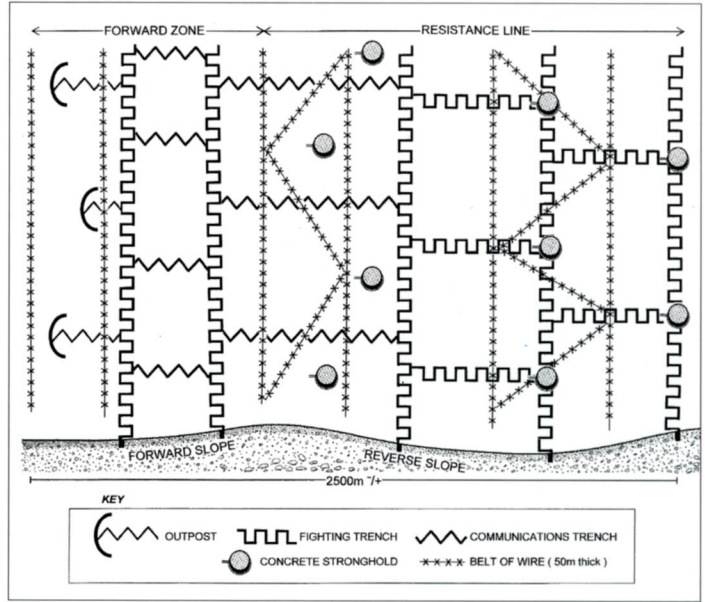 FORWARD ZONE
RESISTANCE LINE
FORWARD SLOPE
REVERSE SLOPE
2500m ⁻/+
KEY
OUTPOST
FIGHTING TRENCH
COMMUNICATIONS TRENCH
CONCRETE STRONGHOLD
BELT OF WIRE ( 50m thick )